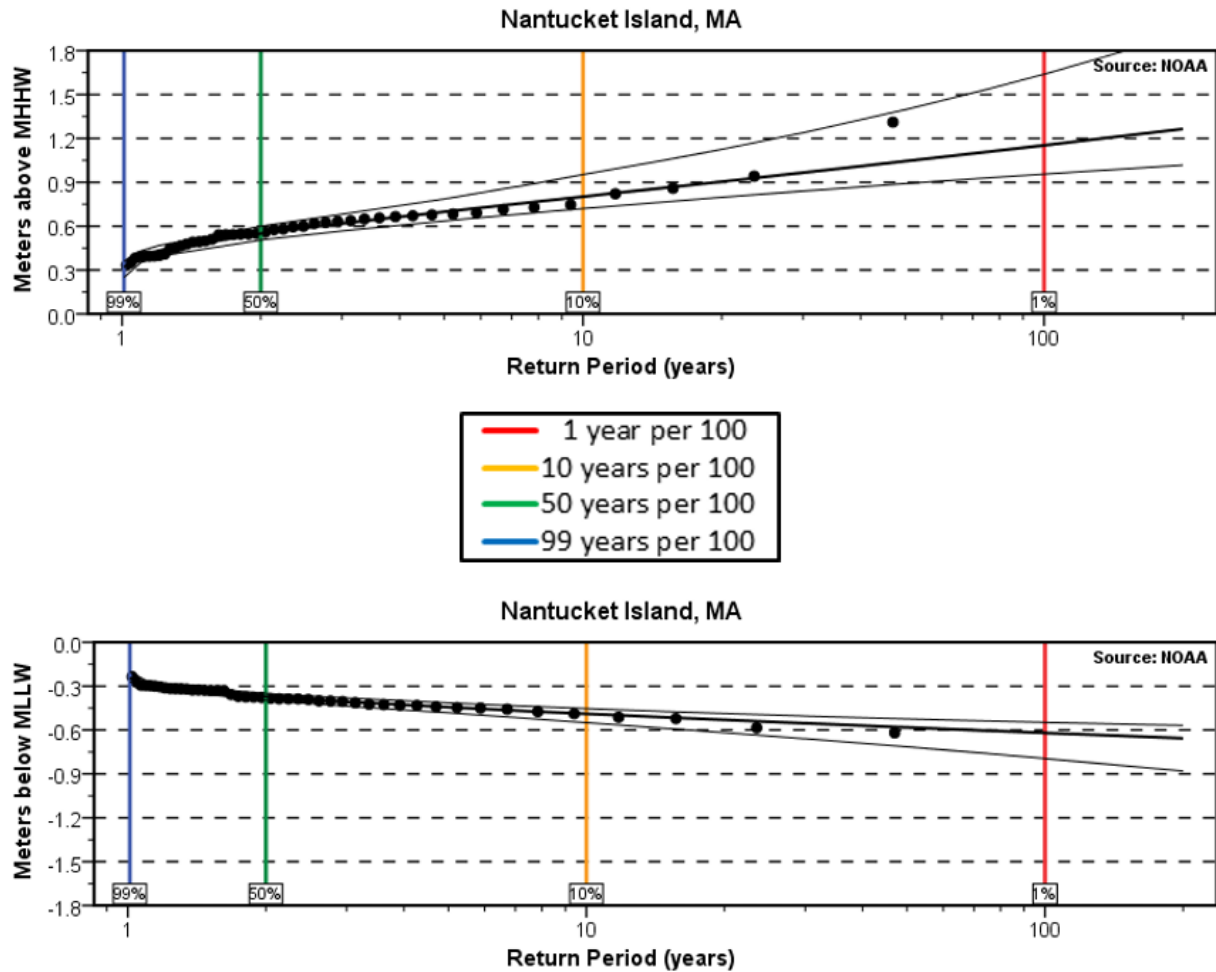 Nantucket Island, MA
Source: NOAA
Meters above MHHW
1.8
1.5
1.2
0.9
0.6
0.3
0.0
99%
50%
10%
1%
1
10
100
Return Period (years)
1 year per 100
10 years per 100
50 years per 100
99 years per 100
Nantucket Island, MA
Source: NOAA
Meters below MLLW
0.0
-0.3
-0.6
-0.9
-1.2
-1.5
-1.8
99%
50%
10%
1%
1
10
100
Return Period (years)